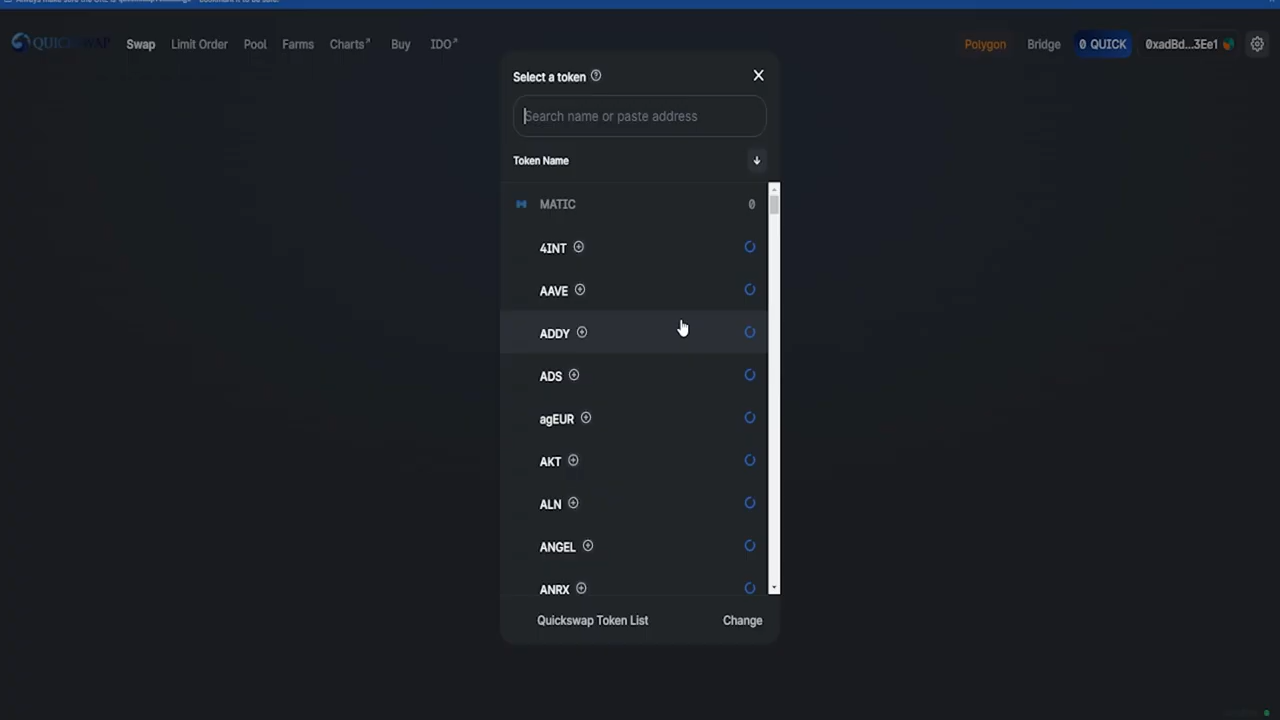 QUICKSWAP
Swap
Limit Order
Pool
Farms
Charts↗
Buy
IDO↗
Polygon
Bridge
0 QUICK
0xadBd...3Ee1
Select a token
Search name or paste address
Token Name
MATIC 0
4INT
AAVE
ADDY
ADS
agEUR
AKT
ALN
ANGEL
ANRX
Quickswap Token List
Change